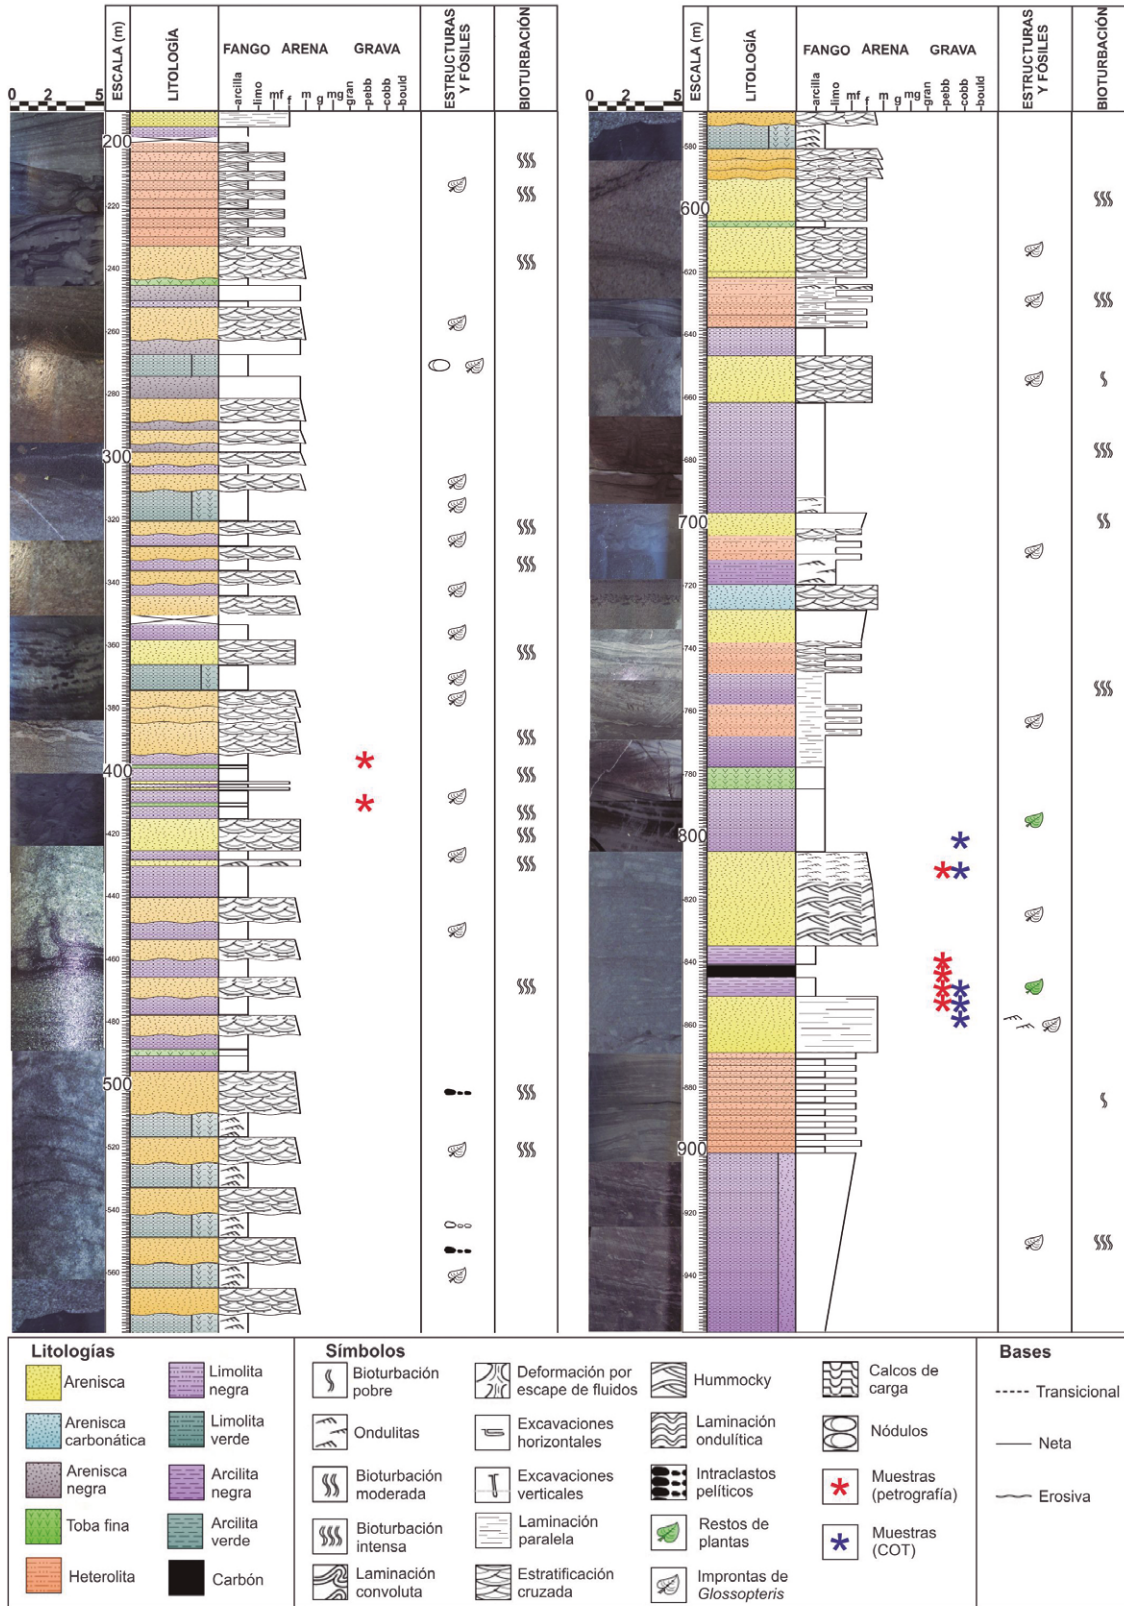 ESCALA (m)
LITOLOGÍA
FANGO ARENA GRAVA
arcilla
limo
mf
f
m
g
mg
gran
pebb
cobb
bould
ESTRUCTURAS
Y FÓSILES
BIOTURBACIÓN
0 2 5
200
220
240
260
280
300
320
340
360
380
400
420
440
460
480
500
520
540
560
ESCALA (m)
LITOLOGÍA
FANGO ARENA GRAVA
arcilla
limo
mf
f
m
g
mg
gran
pebb
cobb
bould
ESTRUCTURAS
Y FÓSILES
BIOTURBACIÓN
0 2 5
580
600
620
640
660
680
700
720
740
760
780
800
820
840
860
880
900
920
940
Litologías
Arenisca
Arenisca
carbonática
Arenisca
negra
Toba fina
Heterolita
Limolita
negra
Limolita
verde
Arcilita
negra
Arcilita
verde
Carbón
Símbolos
Bioturbación
pobre
Ondulitas
Bioturbación
moderada
Bioturbación
intensa
Laminación
convoluta
Deformación por
escape de fluidos
Excavaciones
horizontales
Excavaciones
verticales
Laminación
paralela
Estratificación
cruzada
Hummocky
Laminación
ondulítica
Intraclastos
pelíticos
Restos de
plantas
Improntas de
Glossopteris
Calcos de
carga
Nódulos
Muestras
(petrografía)
Muestras
(COT)
Bases
Transicional
Neta
Erosiva